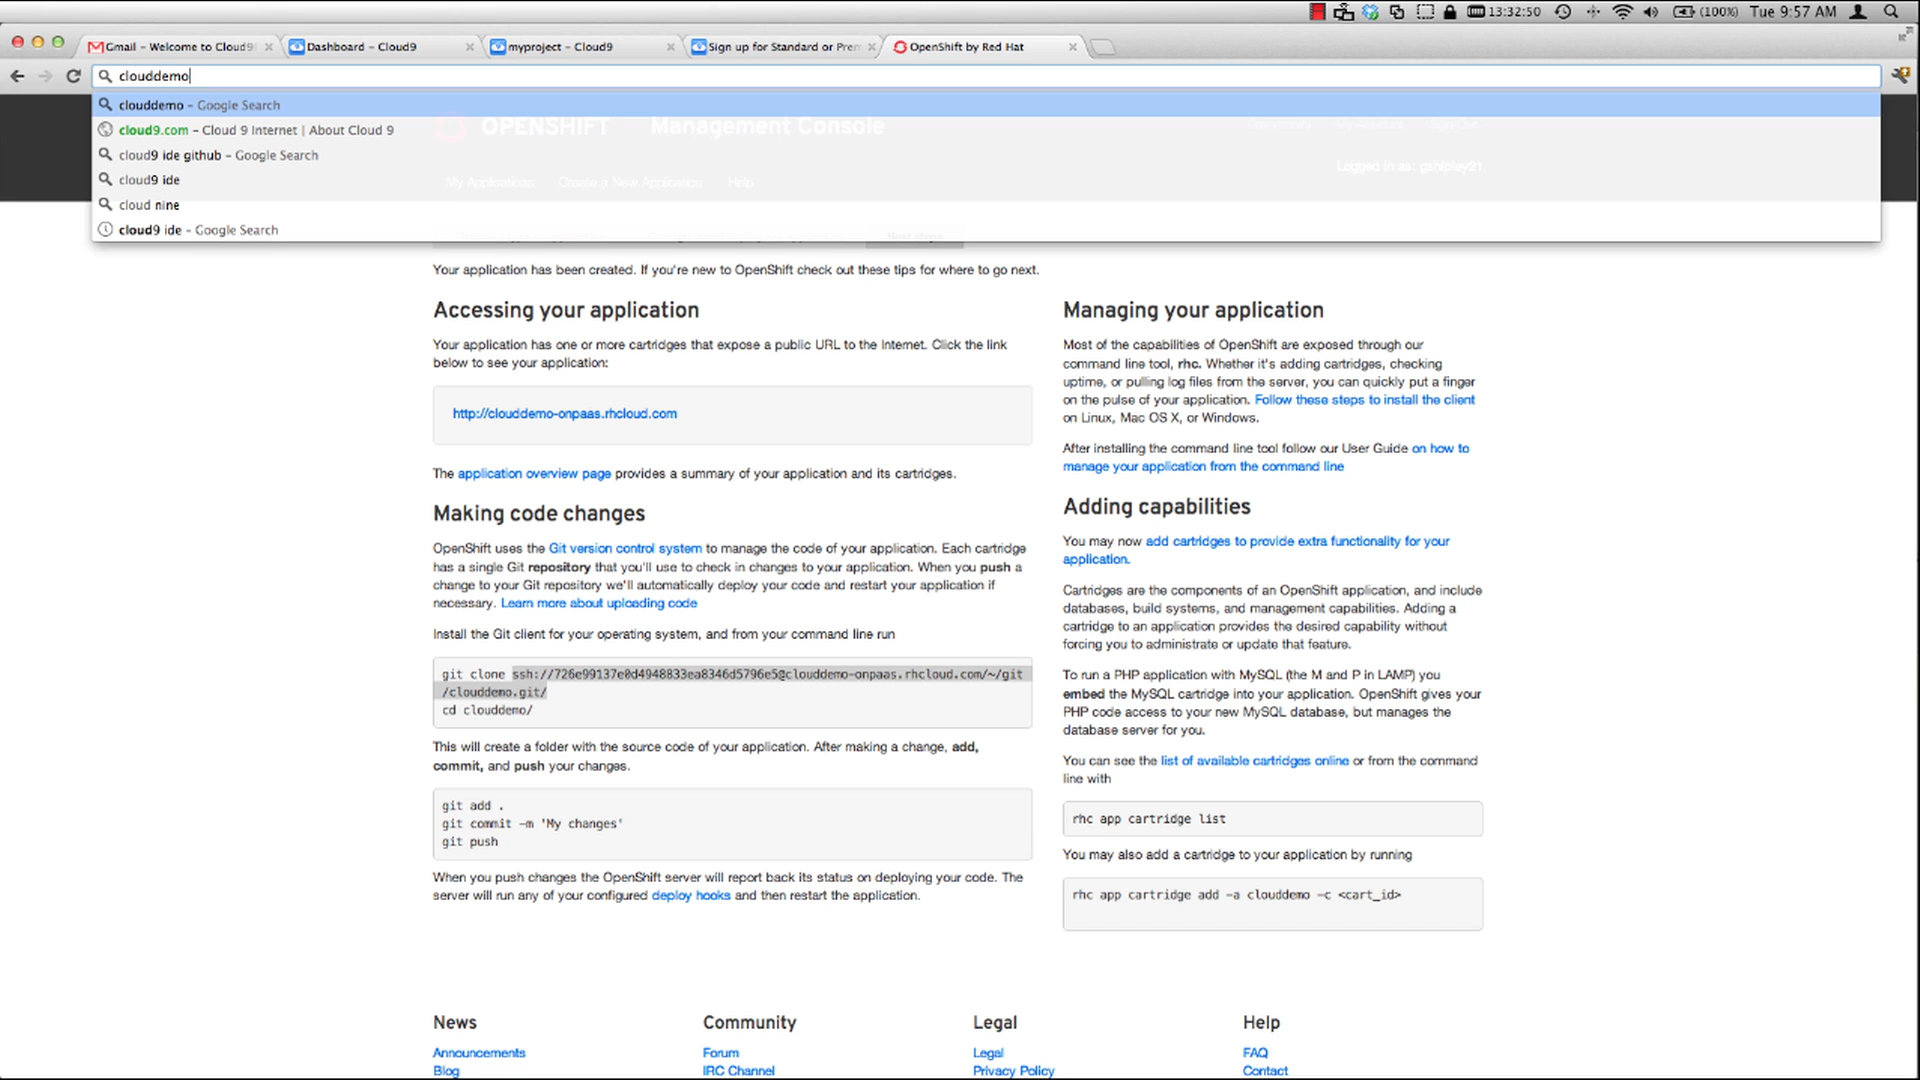 13:32:50 (100%) Tue 9:57 AM
Gmail – Welcome to Cloud9 Dashboard – Cloud9 myproject – Cloud9 Sign up for Standard or Prem OpenShift by Red Hat
clouddemo
clouddemo – Google Search
cloud9.com – Cloud 9 Internet | About Cloud 9
OPENSHIFT Management Console
cloud9 ide github – Google Search
Logged in as: gshipley21
cloud9 ide
My Applications Create a New Application Help
cloud nine
cloud9 ide – Google Search
Next steps
Your application has been created. If you're new to OpenShift check out these tips for where to go next.
Accessing your application
Your application has one or more cartridges that expose a public URL to the Internet. Click the link
below to see your application:
http://clouddemo-onpaas.rhcloud.com
The application overview page provides a summary of your application and its cartridges.
Making code changes
OpenShift uses the Git version control system to manage the code of your application. Each cartridge
has a single Git repository that you'll use to check in changes to your application. When you push a
change to your Git repository we'll automatically deploy your code and restart your application if
necessary. Learn more about uploading code
Install the Git client for your operating system, and from your command line run
git clone ssh://726e99137e0d4948833ea8346d5796e5@clouddemo-onpaas.rhcloud.com/~/git
/clouddemo.git/
cd clouddemo/
This will create a folder with the source code of your application. After making a change, add,
commit, and push your changes.
git add .
git commit -m 'My changes'
git push
When you push changes the OpenShift server will report back its status on deploying your code. The
server will run any of your configured deploy hooks and then restart the application.
Managing your application
Most of the capabilities of OpenShift are exposed through our
command line tool, rhc. Whether it's adding cartridges, checking
uptime, or pulling log files from the server, you can quickly put a finger
on the pulse of your application. Follow these steps to install the client
on Linux, Mac OS X, or Windows.
After installing the command line tool follow our User Guide on how to
manage your application from the command line
Adding capabilities
You may now add cartridges to provide extra functionality for your
application.
Cartridges are the components of an OpenShift application, and include
databases, build systems, and management capabilities. Adding a
cartridge to an application provides the desired capability without
forcing you to administrate or update that feature.
To run a PHP application with MySQL (the M and P in LAMP) you
embed the MySQL cartridge into your application. OpenShift gives your
PHP code access to your new MySQL database, but manages the
database server for you.
You can see the list of available cartridges online or from the command
line with
rhc app cartridge list
You may also add a cartridge to your application by running
rhc app cartridge add -a clouddemo -c <cart_id>
News Community Legal Help
Announcements Forum Legal FAQ
Blog IRC Channel Privacy Policy Contact